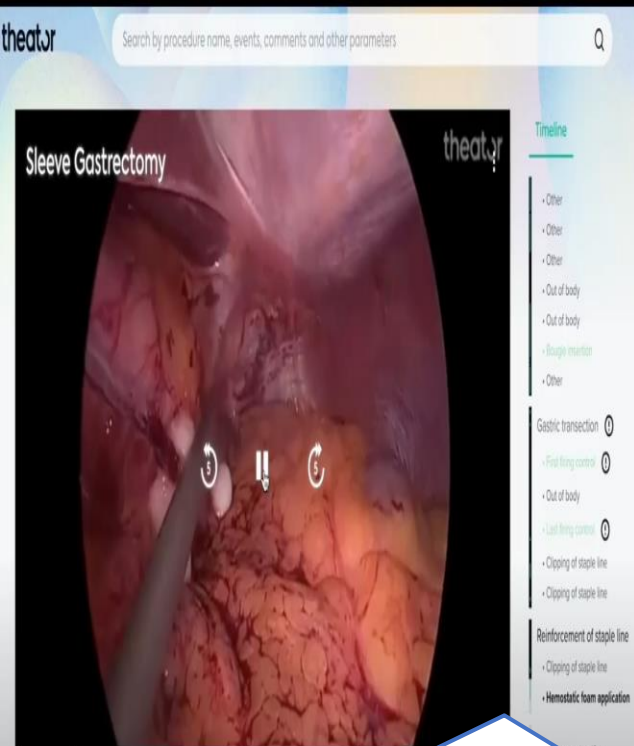 theator
Search by procedure name, events, comments and other parameters
Sleeve Gastrectomy
theator
5
5
Timeline
• Other
• Other
• Other
• Out of body
• Out of body
• Bougie insertion
• Other
Gastric transection
• First firing control
• Out of body
• Last firing control
• Clipping of staple line
• Clipping of staple line
Reinforcement of staple line
• Clipping of staple line
• Hemostatic foam application